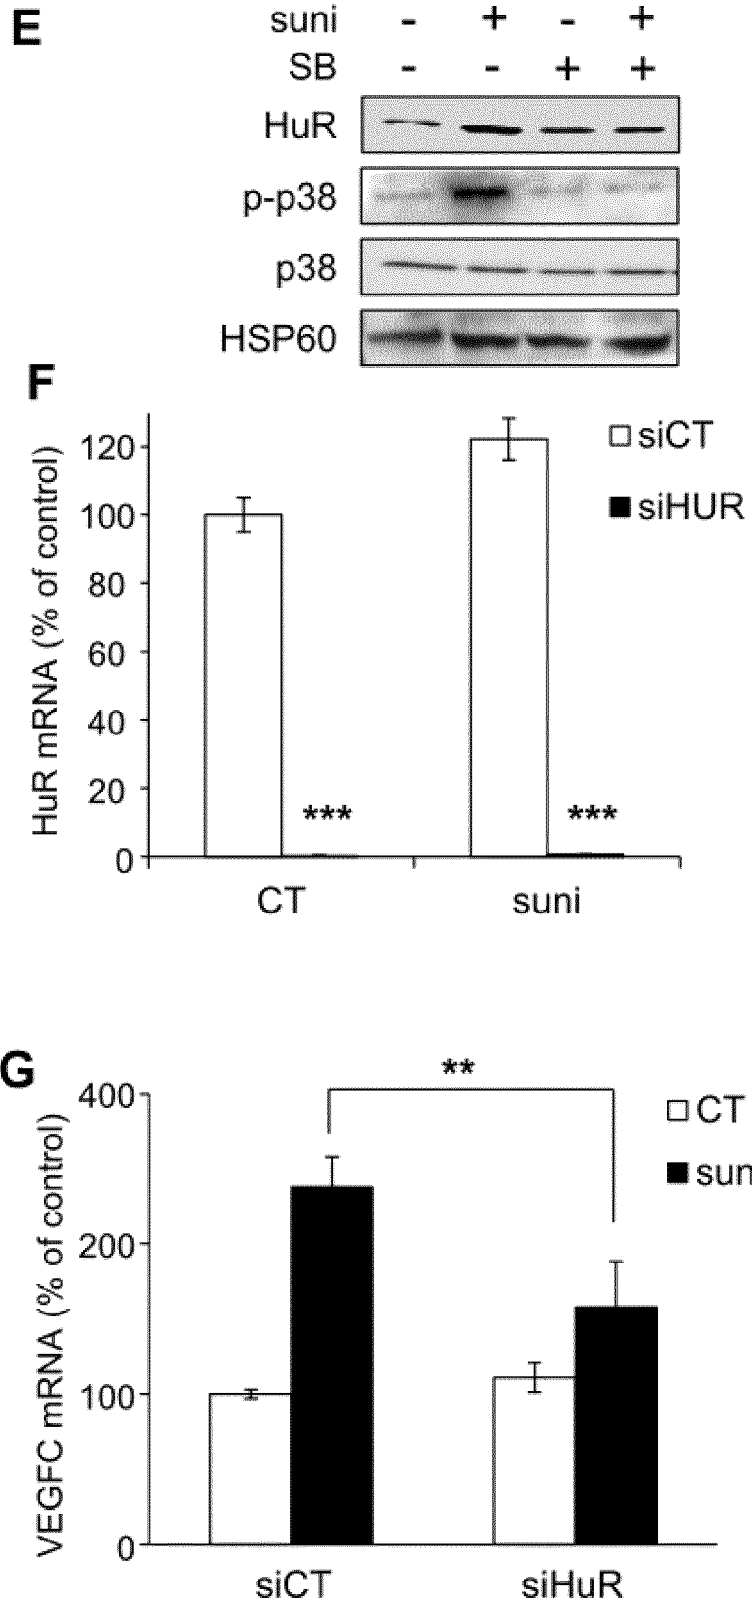 E
suni - + - +
SB - - + +
HuR
p-p38
p38
HSP60
F
HuR mRNA (% of control)
120
100
80
60
40
20
0
siCT
siHUR
***
***
CT suni
G
VEGFC mRNA (% of control)
400
200
100
0
**
CT
sun
siCT siHuR